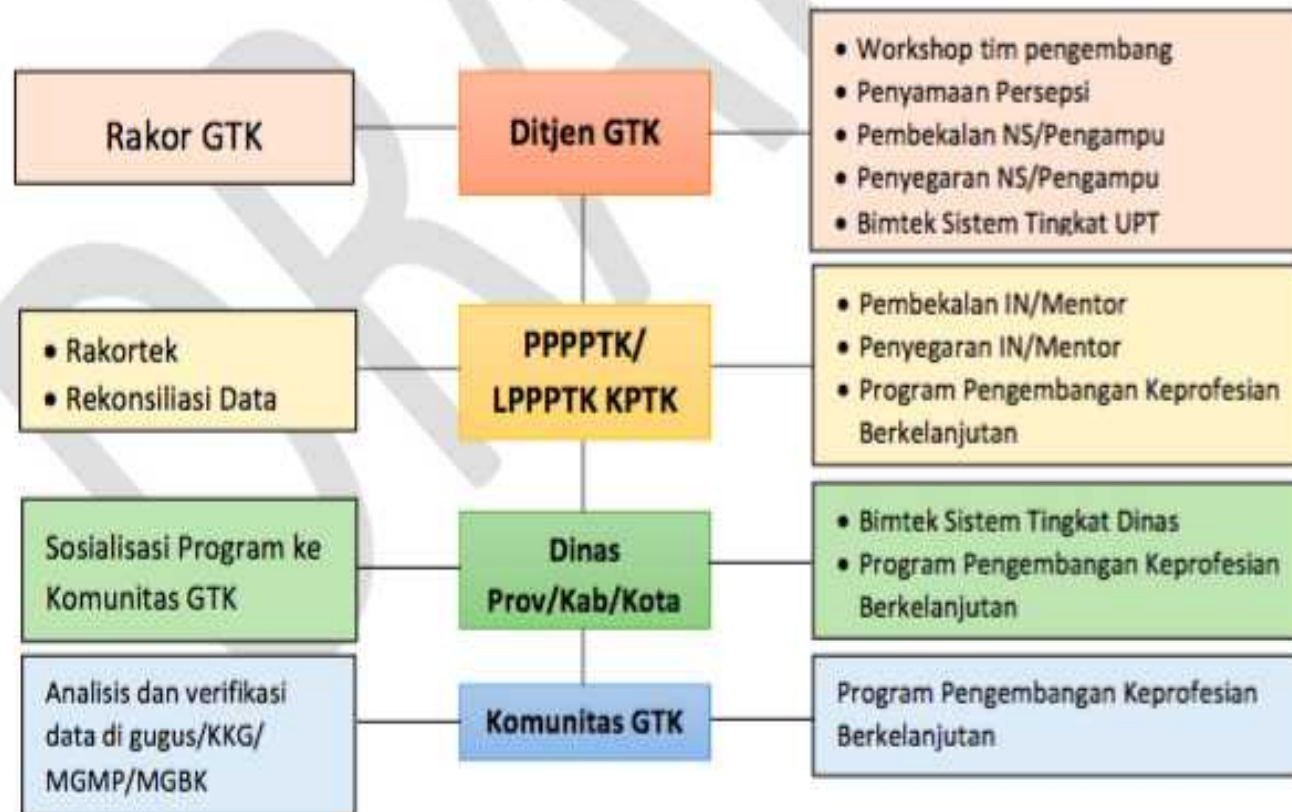 Rakor GTK
Ditjen GTK
• Workshop tim pengembang
• Penyamaan Persepsi
• Pembekalan NS/Pengampu
• Penyegaran NS/Pengampu
• Bimtek Sistem Tingkat UPT
• Rakortek
• Rekonsiliasi Data
PPPPTK/
LPPPTK KPTK
• Pembekalan IN/Mentor
• Penyegaran IN/Mentor
• Program Pengembangan Keprofesian
Berkelanjutan
Sosialisasi Program ke
Komunitas GTK
Dinas
Prov/Kab/Kota
• Bimtek Sistem Tingkat Dinas
• Program Pengembangan Keprofesian
Berkelanjutan
Analisis dan verifikasi
data di gugus/KKG/
MGMP/MGBK
Komunitas GTK
Program Pengembangan Keprofesian
Berkelanjutan